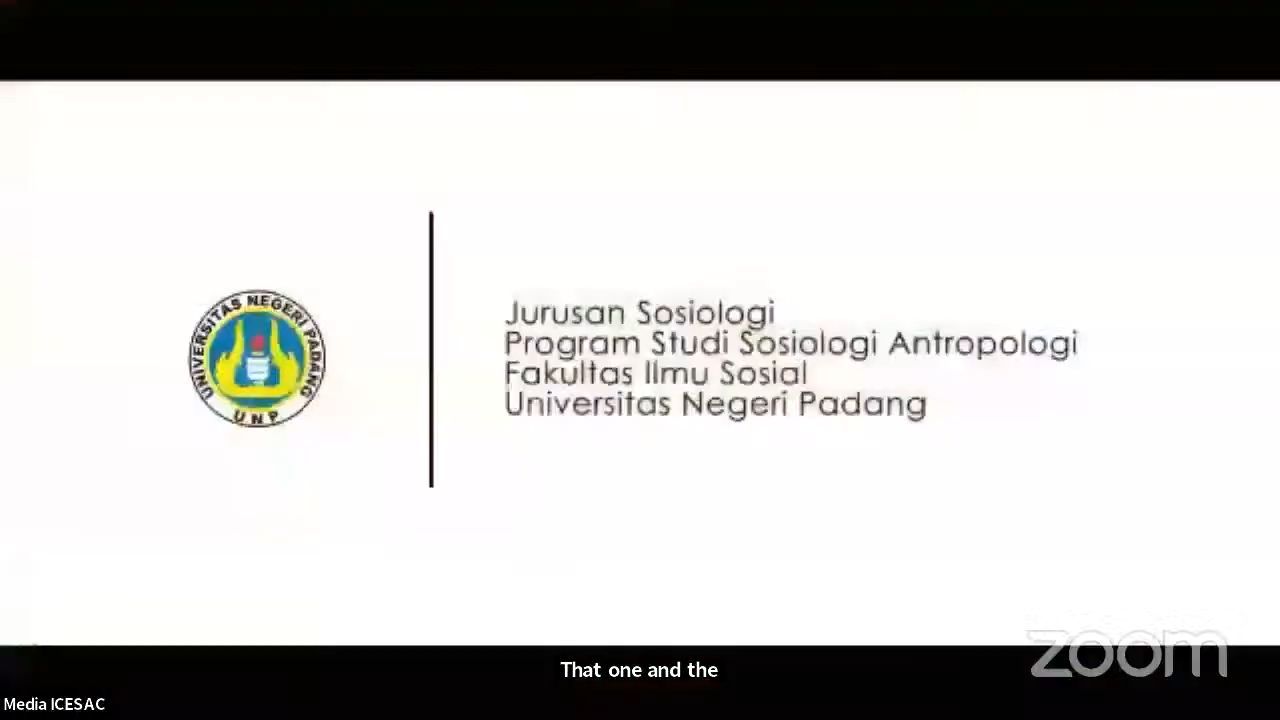 UNIVERSITAS NEGERI PADANG
UNP
Jurusan Sosiologi
Program Studi Sosiologi Antropologi
Fakultas Ilmu Sosial
Universitas Negeri Padang
zoom
That one and the
Media ICESAC